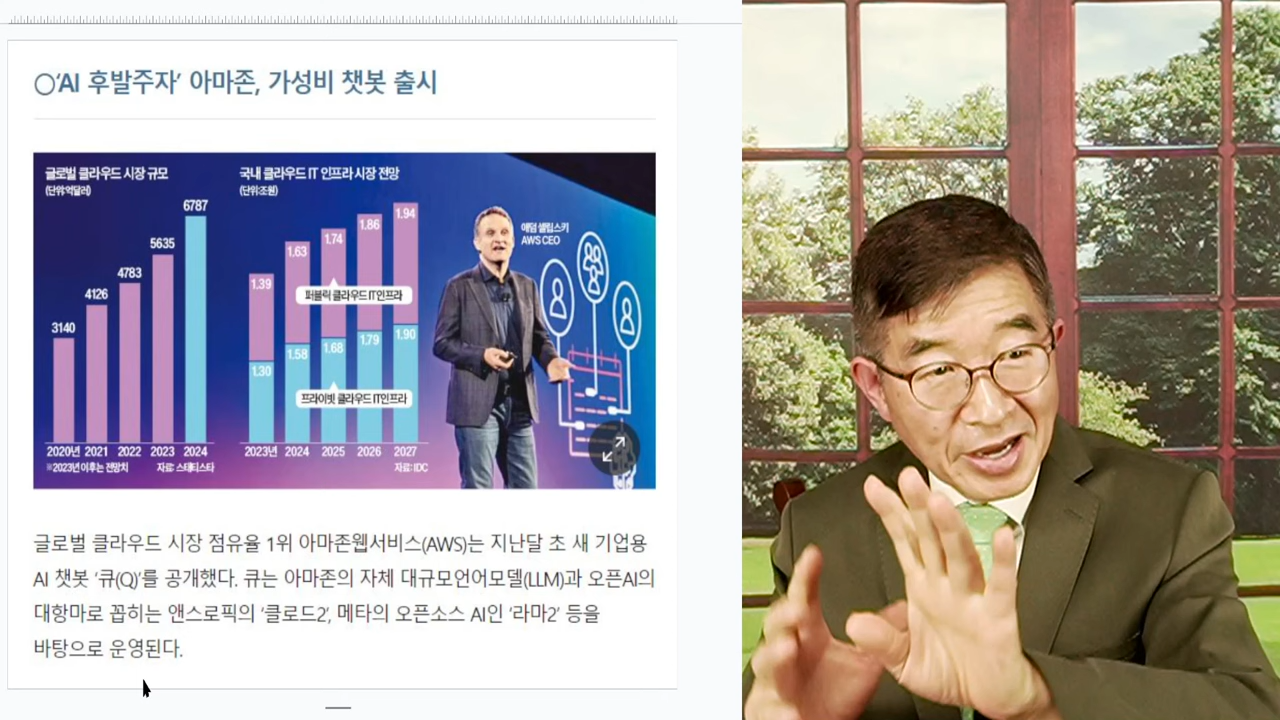 ○'AI 후발주자' 아마존, 가성비 챗봇 출시
글로벌 클라우드 시장 규모
(단위:억달러)
3140
4126
4783
5635
6787
2020년 2021 2022 2023 2024
※2023년 이후는 전망치 자료: 스태티스타
국내 클라우드 IT 인프라 시장 전망
(단위:조원)
1.39
1.63
1.74
1.86
1.94
퍼블릭 클라우드 IT인프라
1.30
1.58
1.68
1.79
1.90
프라이빗 클라우드 IT인프라
2023년 2024 2025 2026 2027
자료: IDC
애덤 셀립스키
AWS CEO
글로벌 클라우드 시장 점유율 1위 아마존웹서비스(AWS)는 지난달 초 새 기업용
AI 챗봇 '큐(Q)'를 공개했다. 큐는 아마존의 자체 대규모언어모델(LLM)과 오픈AI의
대항마로 꼽히는 앤스로픽의 '클로드2', 메타의 오픈소스 AI인 '라마2' 등을
바탕으로 운영된다.